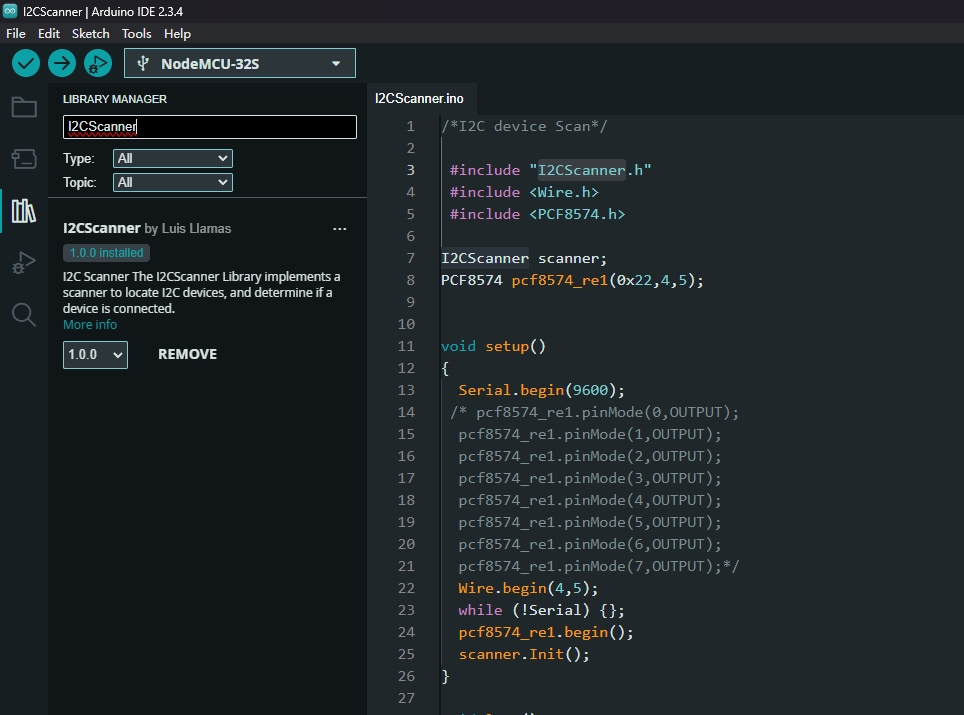 I2CScanner | Arduino IDE 2.3.4
File Edit Sketch Tools Help
NodeMCU-32S
LIBRARY MANAGER
I2CScanner
Type: All
Topic: All
I2CScanner by Luis Llamas
1.0.0 installed
I2C Scanner The I2CScanner Library implements a
scanner to locate I2C devices, and determine if a
device is connected.
More info
1.0.0 REMOVE
I2CScanner.ino
1 /*I2C device Scan*/
2
3 #include "I2CScanner.h"
4 #include <Wire.h>
5 #include <PCF8574.h>
6
7 I2CScanner scanner;
8 PCF8574 pcf8574_re1(0x22,4,5);
9
10
11 void setup()
12 {
13 Serial.begin(9600);
14 /* pcf8574_re1.pinMode(0,OUTPUT);
15 pcf8574_re1.pinMode(1,OUTPUT);
16 pcf8574_re1.pinMode(2,OUTPUT);
17 pcf8574_re1.pinMode(3,OUTPUT);
18 pcf8574_re1.pinMode(4,OUTPUT);
19 pcf8574_re1.pinMode(5,OUTPUT);
20 pcf8574_re1.pinMode(6,OUTPUT);
21 pcf8574_re1.pinMode(7,OUTPUT);*/
22 Wire.begin(4,5);
23 while (!Serial) {};
24 pcf8574_re1.begin();
25 scanner.Init();
26 }
27